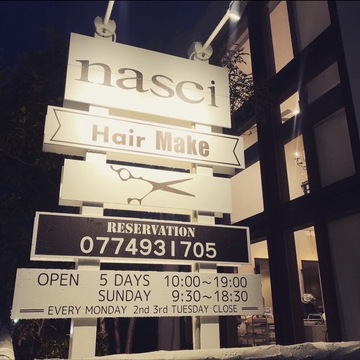 nasci
Hair Make
RESERVATION
0774931705
OPEN 5 DAYS 10:00~19:00
SUNDAY 9:30~18:30
EVERY MONDAY 2nd 3rd TUESDAY CLOSE